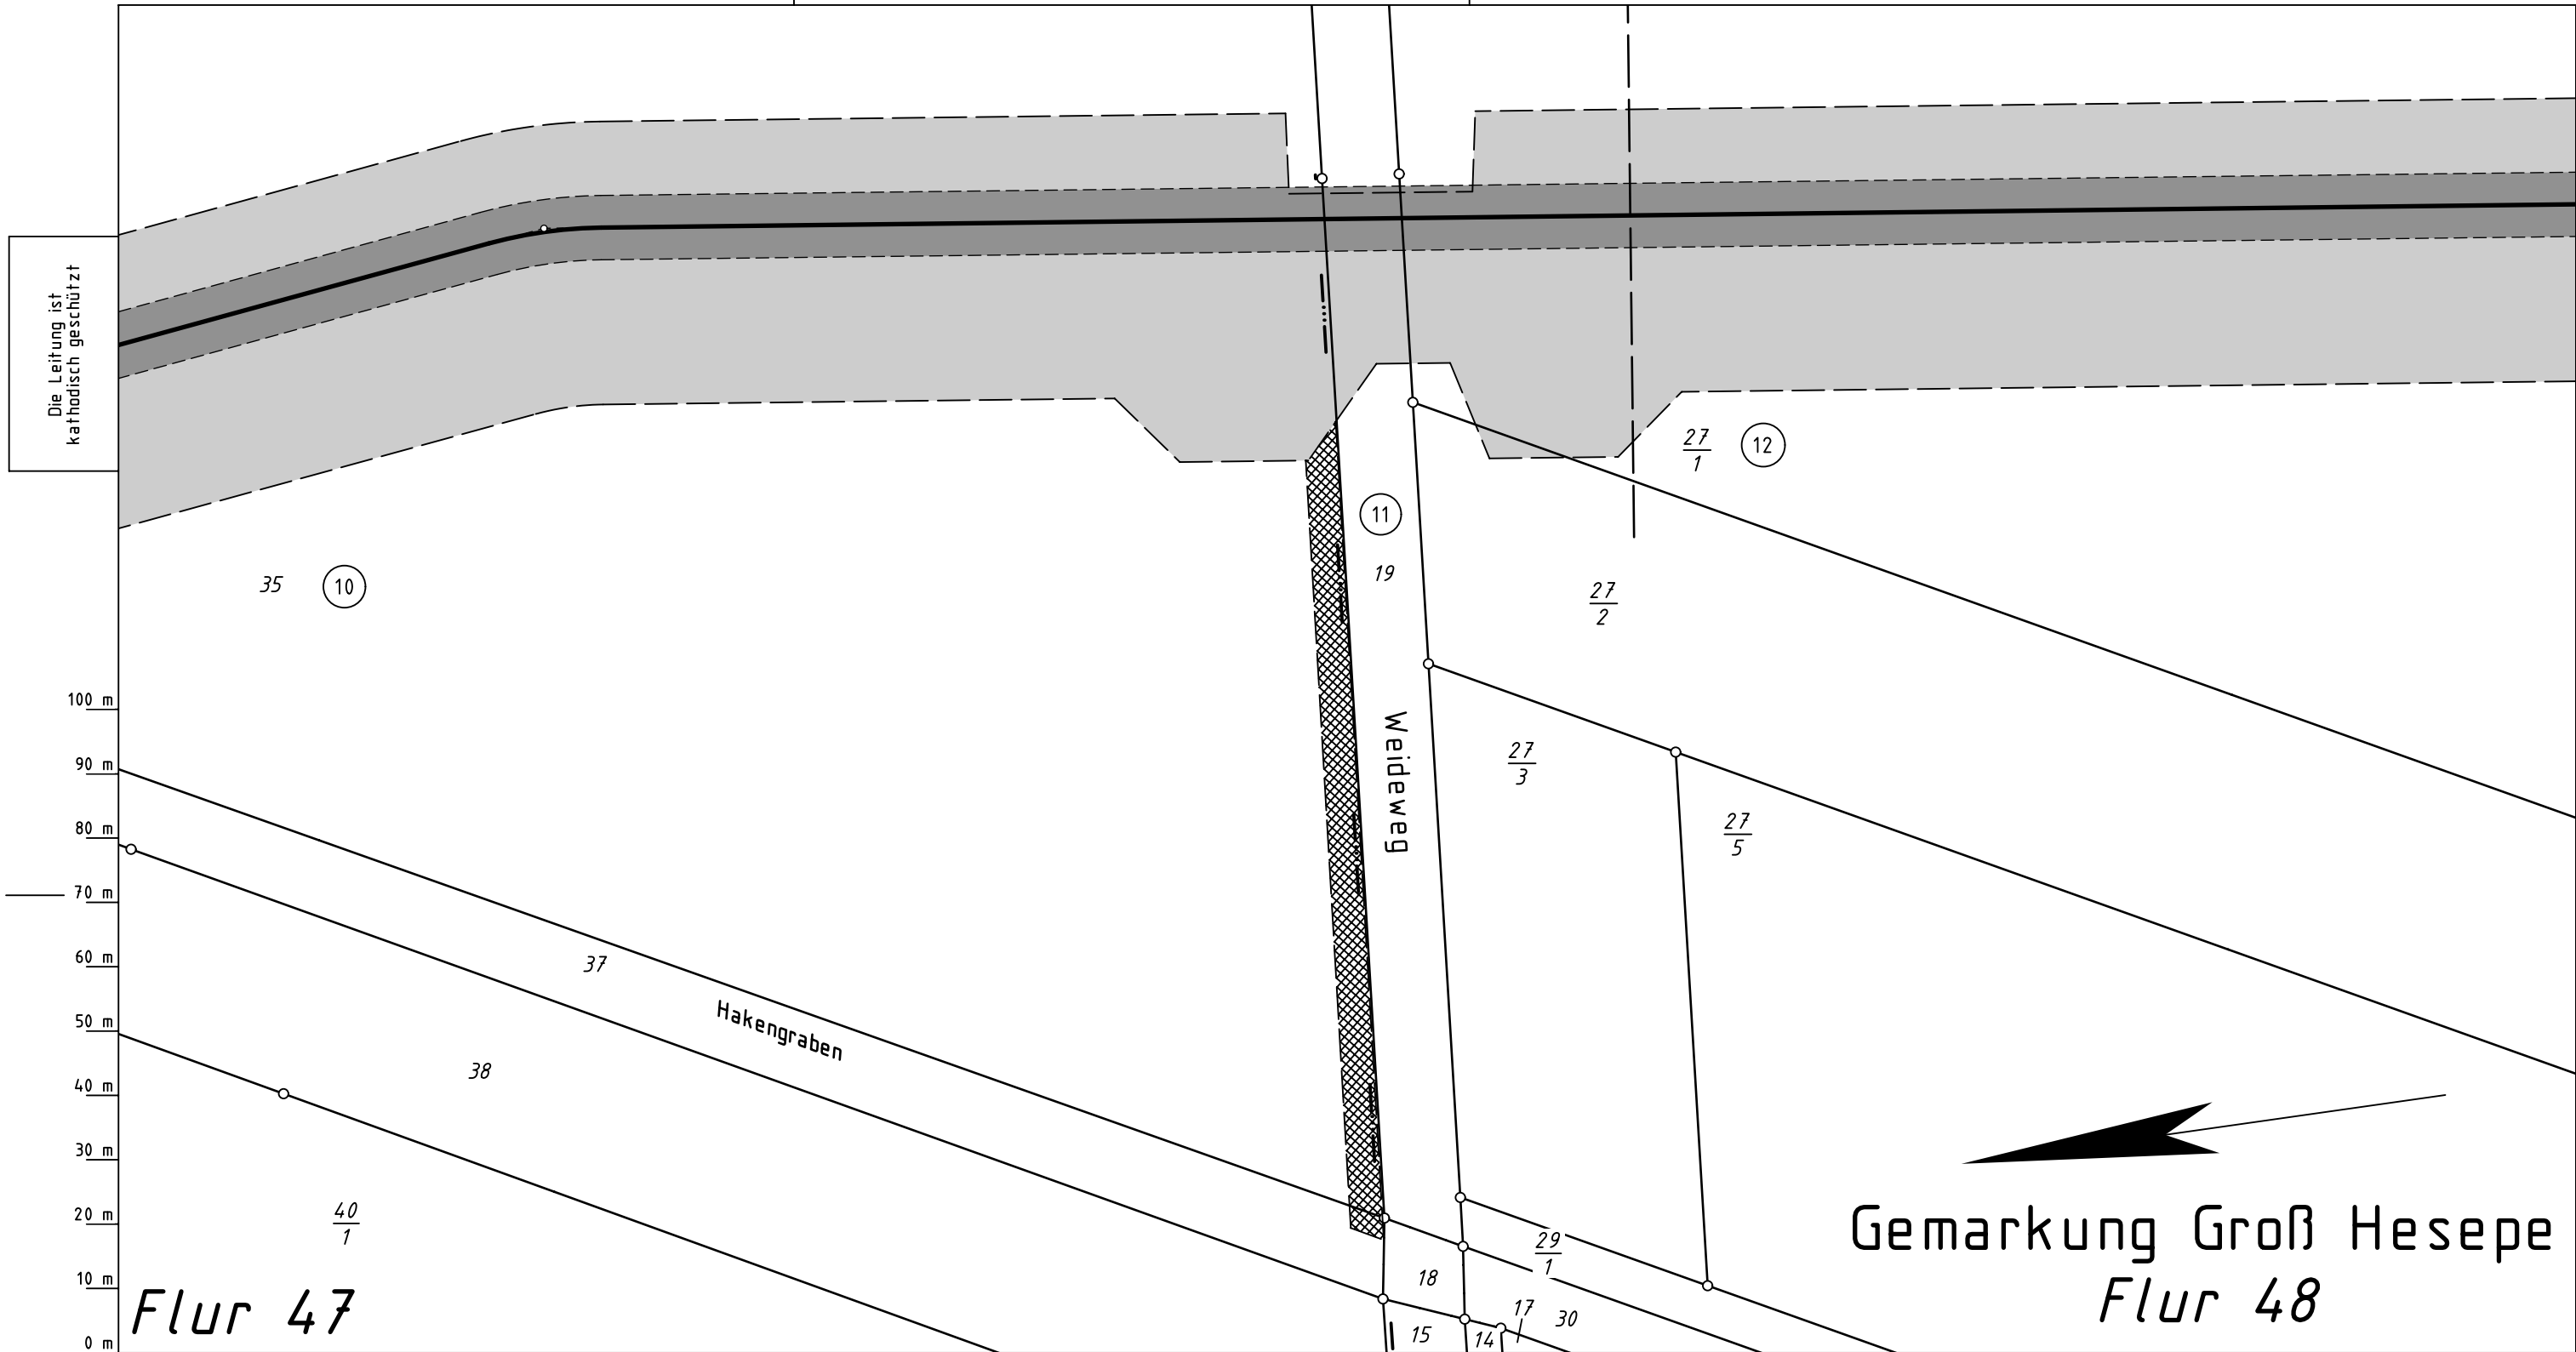 Die Leitung ist
kathodisch geschützt
27
1
12
11
19
35
10
27
2
100 m
90 m
80 m
70 m
60 m
50 m
40 m
30 m
20 m
10 m
0 m
Weideweg
27
3
27
5
37
Hakengraben
38
40
1
29
1
18
17
30
15
14
Flur 47
Gemarkung Groß Hesepe
Flur 48